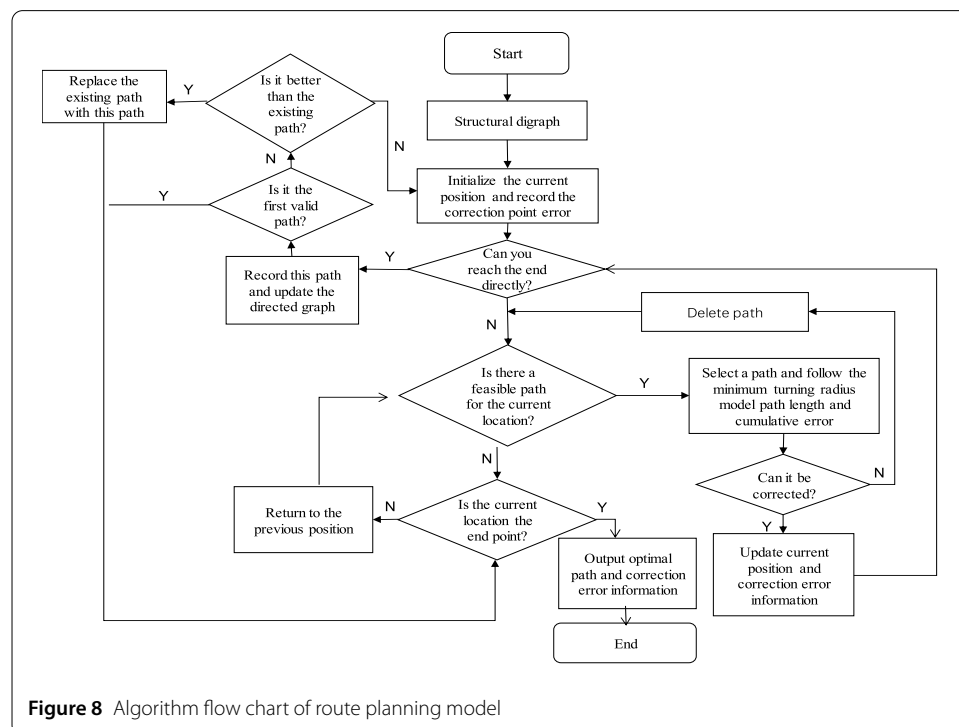 Start
Structural digraph
Initialize the current
position and record the
correction point error
Can you
reach the end
directly?
Y
N
Record this path
and update the
directed graph
Is it the
first valid
path?
Y
N
Is it better
than the
existing
path?
Y
N
Replace the
existing path
with this path
Delete path
Is there a
feasible path
for the current
location?
Y
N
Select a path and follow the
minimum turning radius
model path length and
cumulative error
Can it be
corrected?
N
Y
Update current
position and
correction error
information
Is the current
location the
end point?
N
Y
Return to the
previous position
Output optimal
path and correction
error information
End
Figure 8 Algorithm flow chart of route planning model